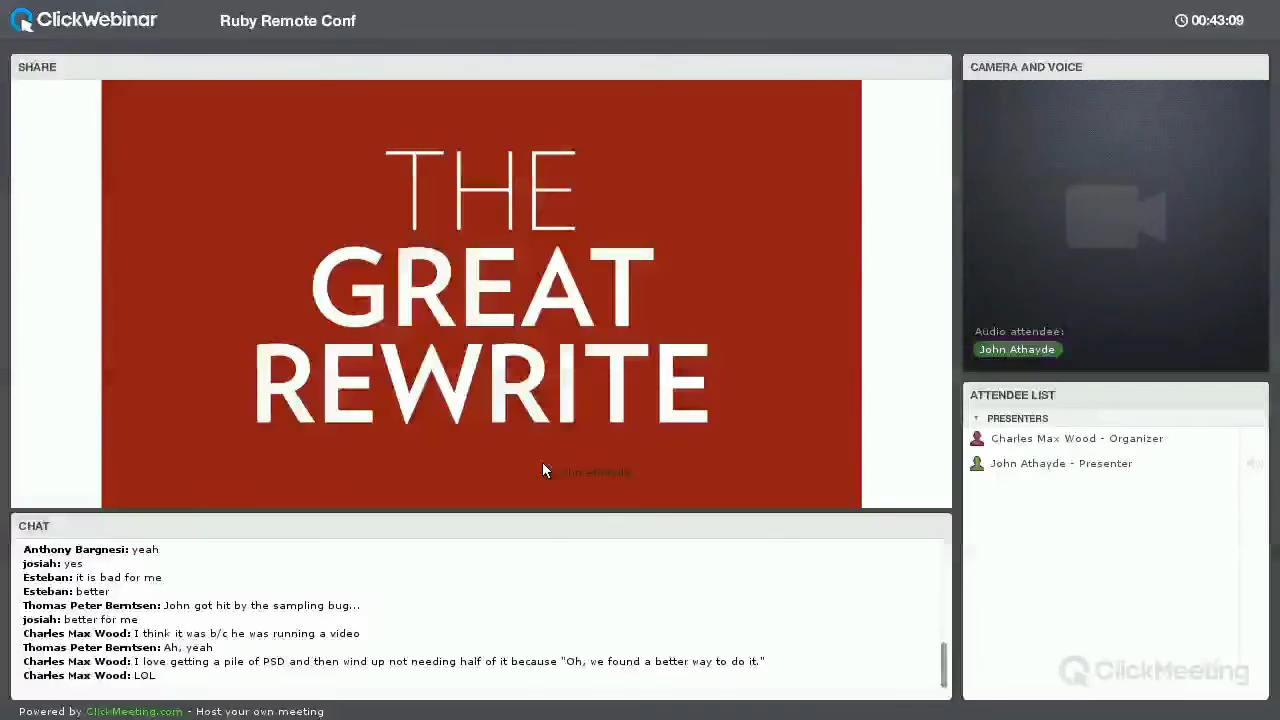 ClickWebinar
Ruby Remote Conf
00:43:09
SHARE
THE
GREAT
REWRITE
John Athayde
CAMERA AND VOICE
Audio attendee:
John Athayde
ATTENDEE LIST
PRESENTERS
Charles Max Wood - Organizer
John Athayde - Presenter
CHAT
Anthony Bargnesi: yeah
josiah: yes
Esteban: it is bad for me
Esteban: better
Thomas Peter Berntsen: John got hit by the sampling bug...
josiah: better for me
Charles Max Wood: I think it was b/c he was running a video
Thomas Peter Berntsen: Ah, yeah
Charles Max Wood: I love getting a pile of PSD and then wind up not needing half of it because "Oh, we found a better way to do it."
Charles Max Wood: LOL
ClickMeeting
Powered by ClickMeeting.com - Host your own meeting